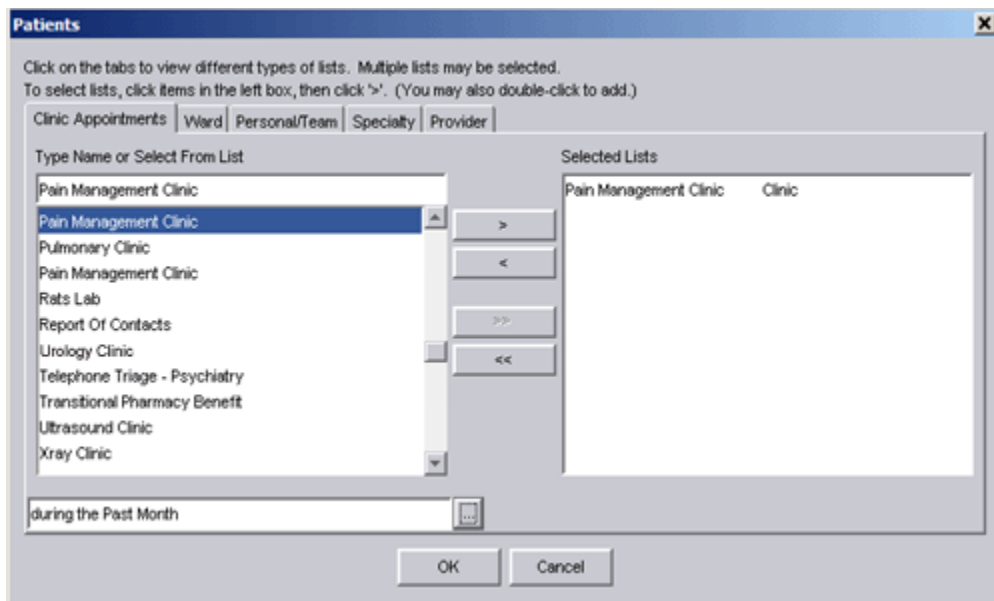 Patients
Click on the tabs to view different types of lists. Multiple lists may be selected.
To select lists, click items in the left box, then click '>'. (You may also double-click to add.)
Clinic Appointments Ward Personal/Team Specialty Provider
Type Name or Select From List
Pain Management Clinic
Pain Management Clinic
Pulmonary Clinic
Pain Management Clinic
Rats Lab
Report Of Contacts
Urology Clinic
Telephone Triage - Psychiatry
Transitional Pharmacy Benefit
Ultrasound Clinic
Xray Clinic
>
<
>>
<<
Selected Lists
Pain Management Clinic Clinic
during the Past Month
...
OK Cancel